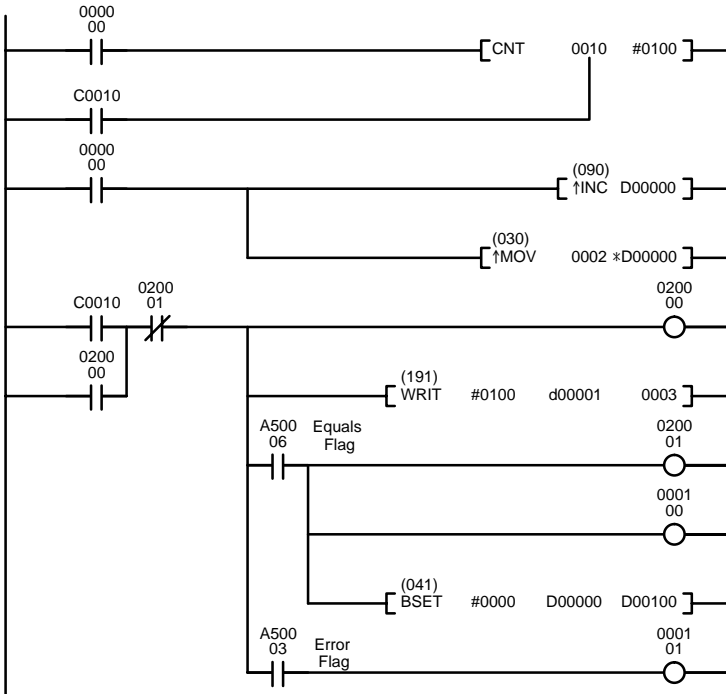 0000
00
CNT 0010 #0100
C0010
0000
00
(090)
↑INC D00000
(030)
↑MOV 0002 *D00000
C0010
0200
01
0200
00
0200
00
(191)
WRIT #0100 d00001 0003
A500
06
Equals
Flag
0200
01
0001
00
(041)
BSET #0000 D00000 D00100
A500
03
Error
Flag
0001
01